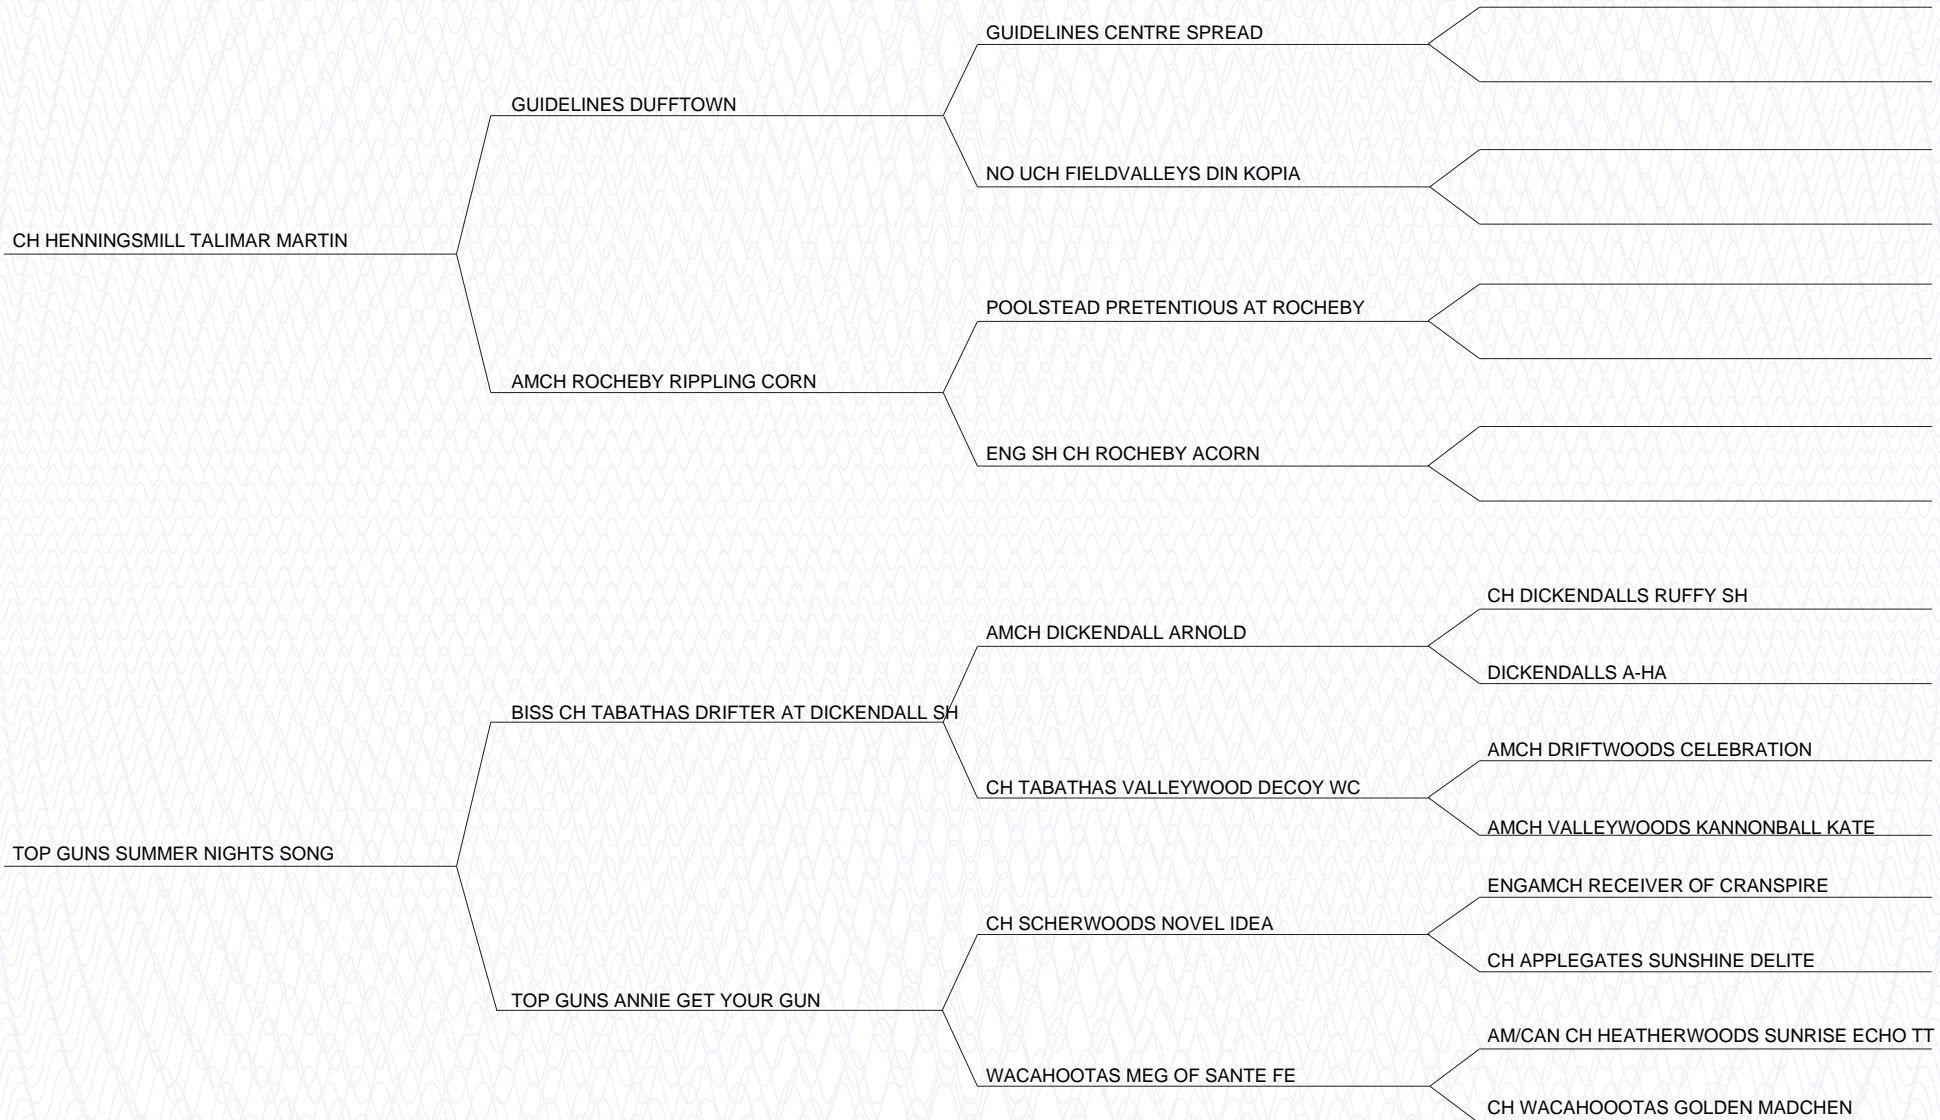 GUIDELINES CENTRE SPREAD
GUIDELINES DUFFTOWN
NO UCH FIELDVALLEYS DIN KOPIA
CH HENNINGSMILL TALIMAR MARTIN
POOLSTEAD PRETENTIOUS AT ROCHEBY
AMCH ROCHEBY RIPPLING CORN
ENG SH CH ROCHEBY ACORN
CH DICKENDALLS RUFFY SH
AMCH DICKENDALL ARNOLD
DICKENDALLS A-HA
BISS CH TABATHAS DRIFTER AT DICKENDALL SH
AMCH DRIFTWOODS CELEBRATION
CH TABATHAS VALLEYWOOD DECOY WC
AMCH VALLEYWOODS KANNONBALL KATE
TOP GUNS SUMMER NIGHTS SONG
ENGAMCH RECEIVER OF CRANSPIRE
CH SCHERWOODS NOVEL IDEA
CH APPLEGATES SUNSHINE DELITE
TOP GUNS ANNIE GET YOUR GUN
AM/CAN CH HEATHERWOODS SUNRISE ECHO TT
WACAHOOTAS MEG OF SANTE FE
CH WACAHOOOTAS GOLDEN MADCHEN